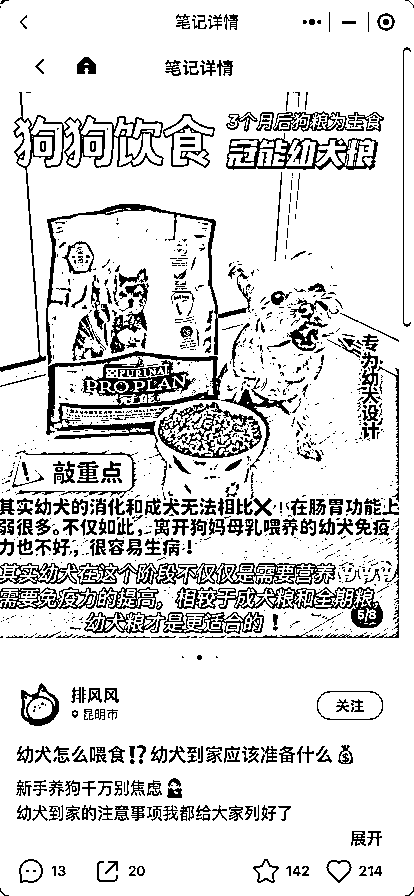 笔记详情
笔记详情
狗狗饮食
3个月后狗粮为主食
冠能幼犬粮
PURINA
PRO PLAN
专为幼犬设计
敲重点
其实幼犬的消化和成犬无法相比❌！在肠胃功能上
弱很多。不仅如此，离开狗妈母乳喂养的幼犬免疫
力也不好，很容易生病！
其实幼犬在这个阶段不仅仅是需要营养
需要免疫力的提高，相较于成犬粮和全期粮，
幼犬粮才是更适合的！
5/8
排风风
昆明市
关注
幼犬怎么喂食⁉️幼犬到家应该准备什么💰
新手养狗千万别焦虑
幼犬到家的注意事项我都给大家列好了
展开
13
20
142
214